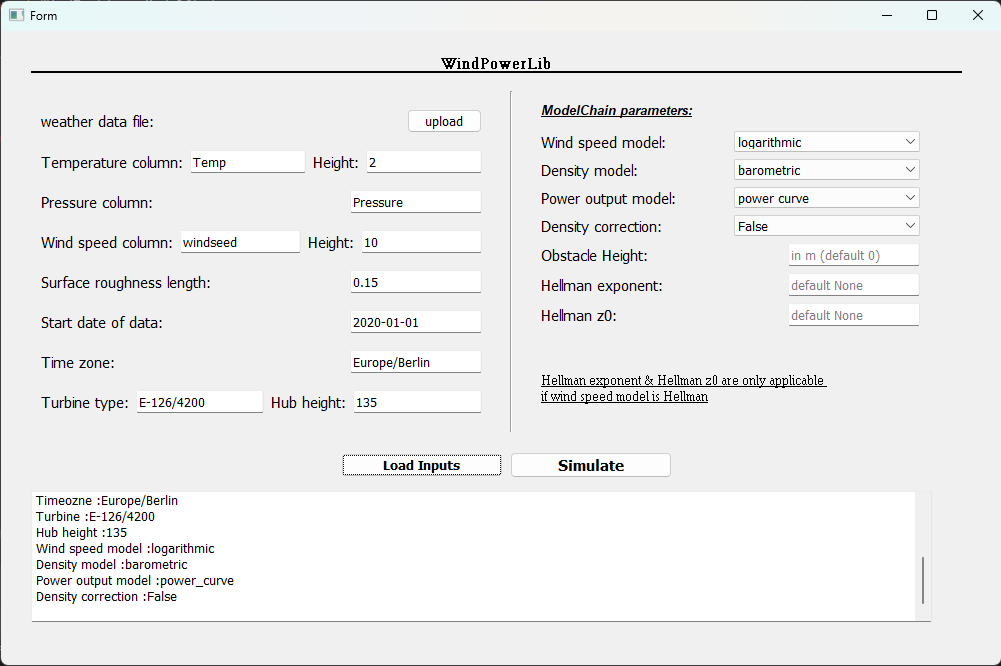 Form
WindPowerLib
weather data file: upload
Temperature column: Temp Height: 2
Pressure column: Pressure
Wind speed column: windseed Height: 10
Surface roughness length: 0.15
Start date of data: 2020-01-01
Time zone: Europe/Berlin
Turbine type: E-126/4200 Hub height: 135
ModelChain parameters:
Wind speed model: logarithmic
Density model: barometric
Power output model: power curve
Density correction: False
Obstacle Height: in m (default 0)
Hellman exponent: default None
Hellman z0: default None
Hellman exponent & Hellman z0 are only applicable
if wind speed model is Hellman
Load Inputs Simulate
Timeozne :Europe/Berlin
Turbine :E-126/4200
Hub height :135
Wind speed model :logarithmic
Density model :barometric
Power output model :power_curve
Density correction :False